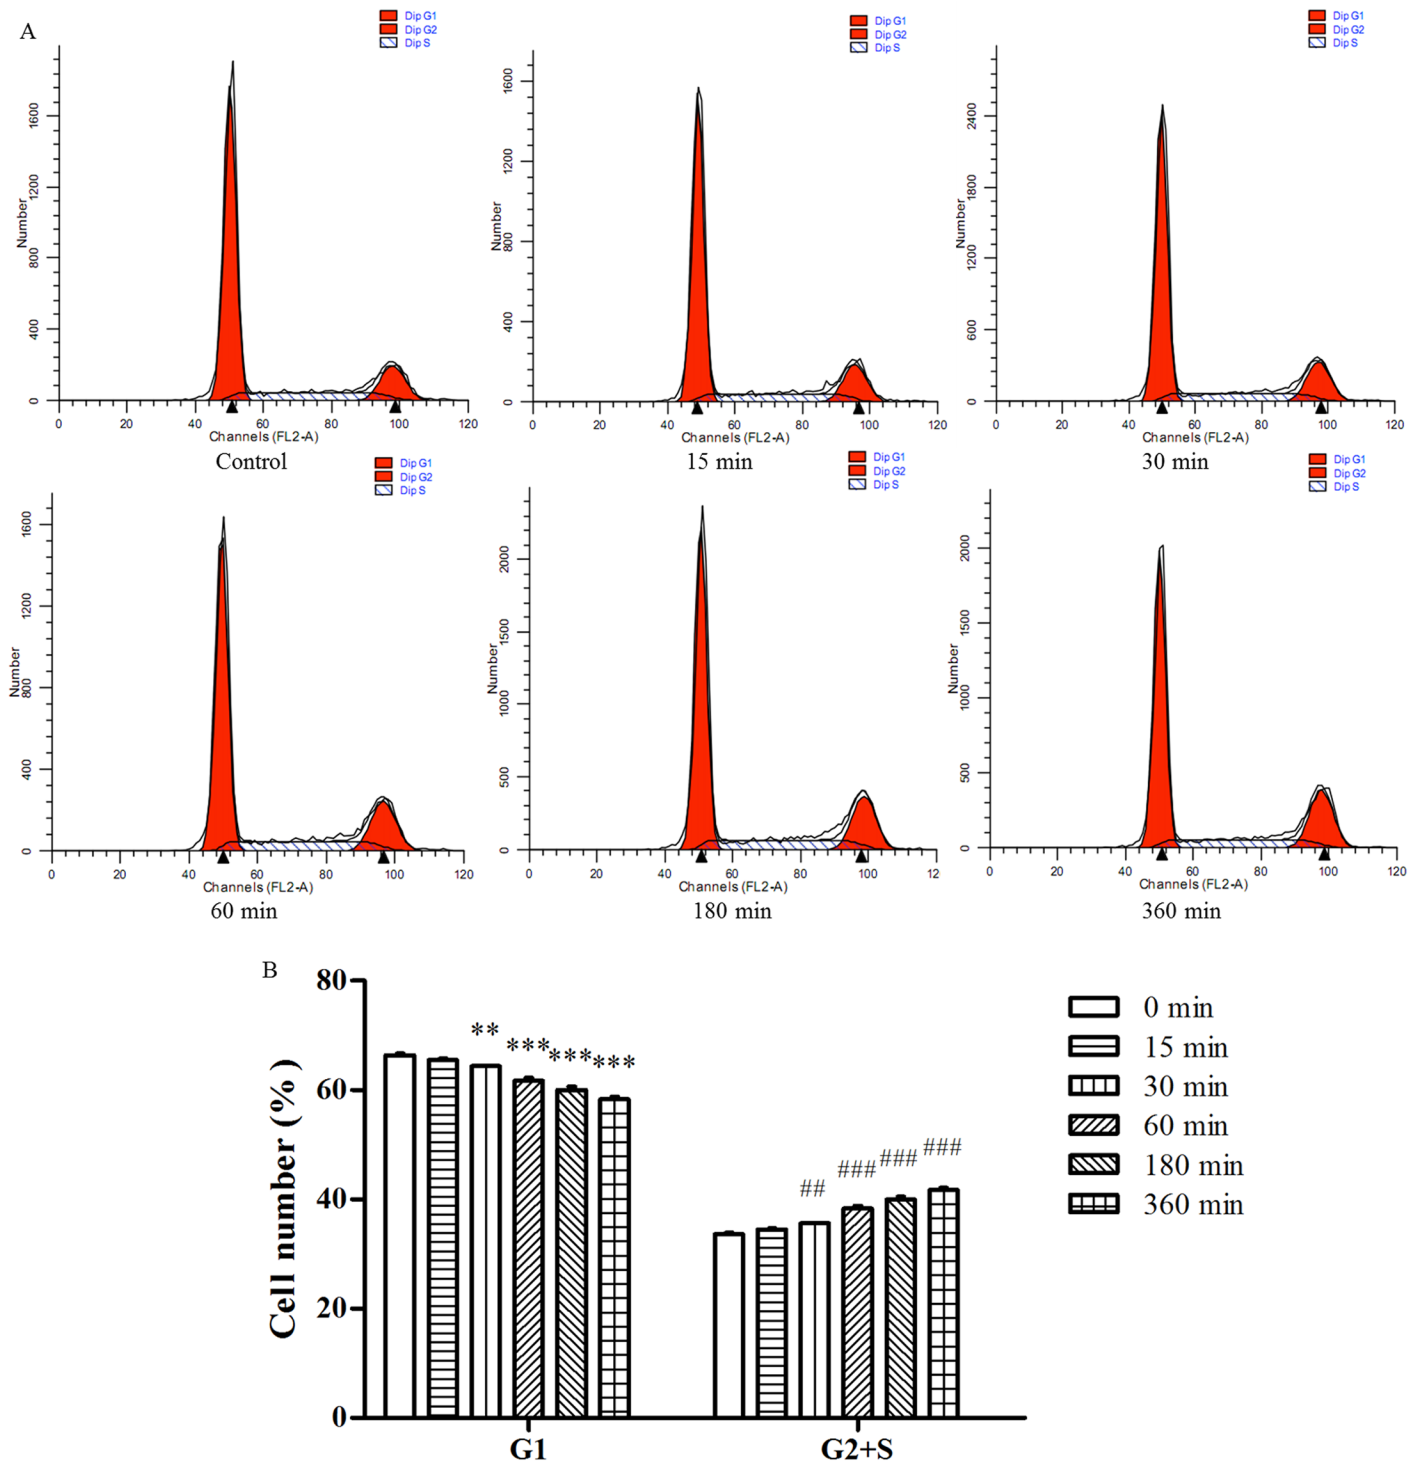 A
Dip G1
Dip G2
Dip S
Number
1600
1200
800
400
0
0 20 40 60 80 100 120
Channels (FL2-A)
Control
Dip G1
Dip G2
Dip S
Number
1600
1200
800
400
0
0 20 40 60 80 100 120
Channels (FL2-A)
15 min
Dip G1
Dip G2
Dip S
Number
2400
1800
1200
600
0
0 20 40 60 80 100 120
Channels (FL2-A)
30 min
Dip G1
Dip G2
Dip S
Number
1600
1200
800
400
0
0 20 40 60 80 100 120
Channels (FL2-A)
60 min
Dip G1
Dip G2
Dip S
Number
2000
1500
1000
500
0
0 20 40 60 80 100 12
Channels (FL2-A)
180 min
Dip G1
Dip G2
Dip S
Number
2000
1500
1000
500
0
0 20 40 60 80 100 120
Channels (FL2-A)
360 min
B
Cell number (%)
80
60
40
20
0
** *** *** ***
## ### ### ###
G1 G2+S
0 min
15 min
30 min
60 min
180 min
360 min